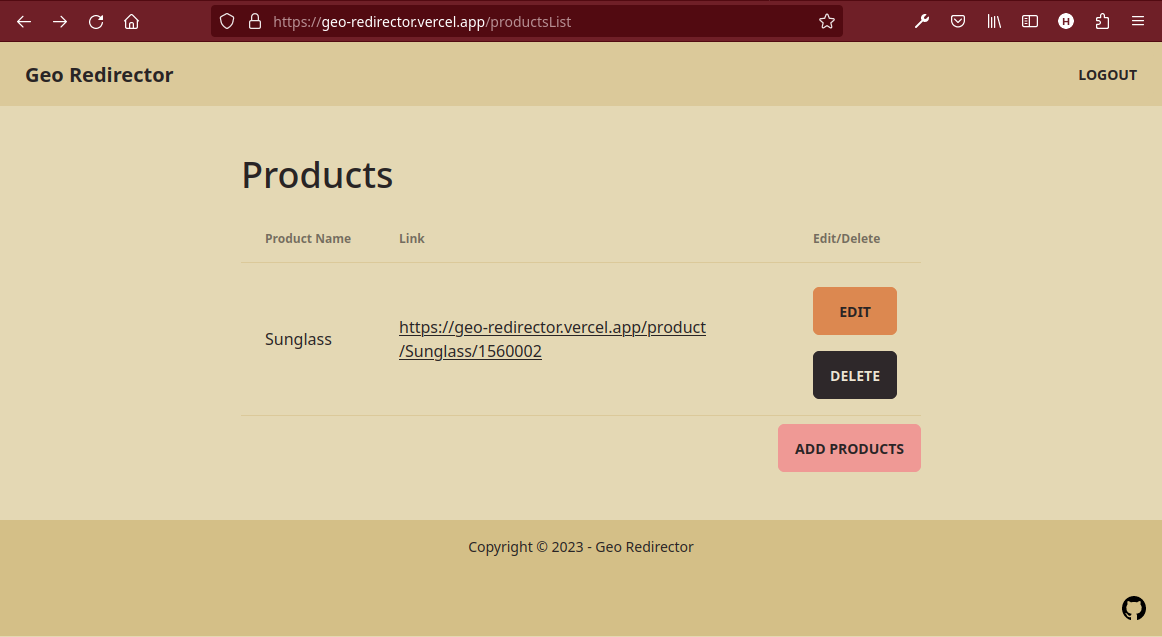 https://geo-redirector.vercel.app/productsList
H
Geo Redirector
LOGOUT
Products
Product Name Link Edit/Delete
EDIT
Sunglass
https://geo-redirector.vercel.app/product
/Sunglass/1560002
DELETE
ADD PRODUCTS
Copyright © 2023 - Geo Redirector